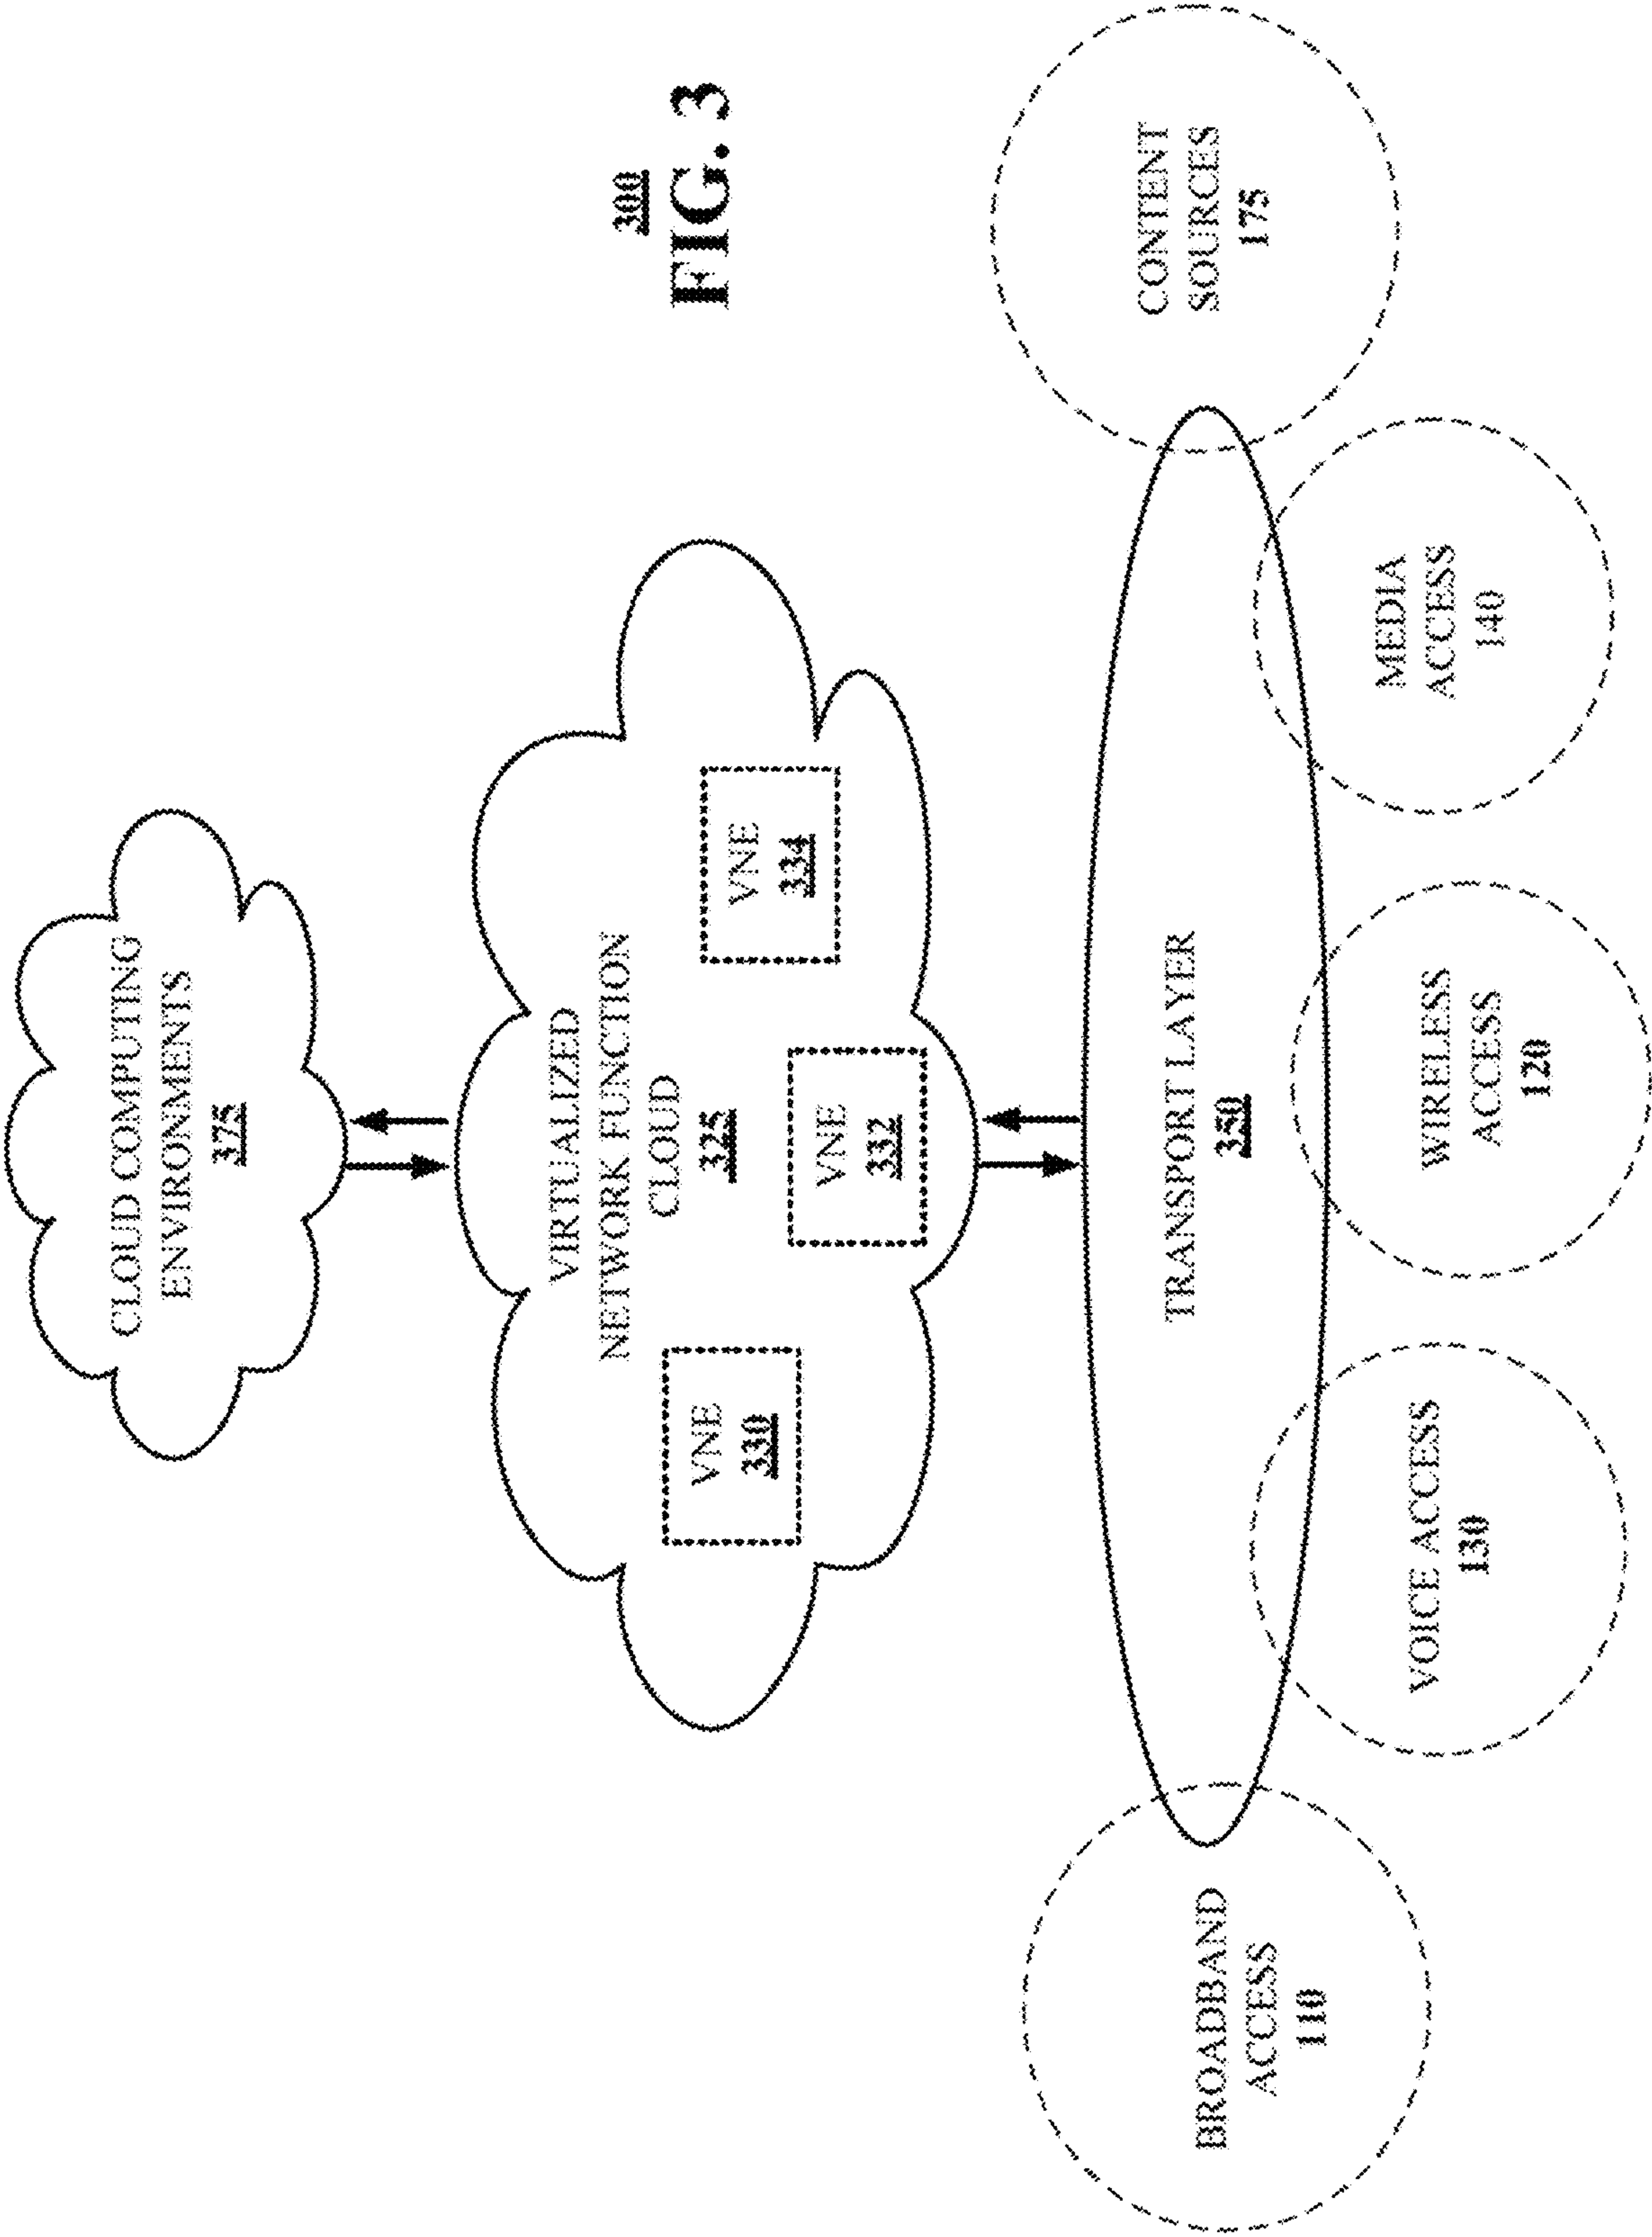 CLOUD COMPUTING
ENVIRONMENTS
375
VIRTUALIZED
NETWORK FUNCTION
CLOUD
325
VNE
330
VNE
332
VNE
334
300
FIG. 3
TRANSPORT LAYER
350
BROADBAND
ACCESS
110
VOICE ACCESS
130
WIRELESS
ACCESS
120
MEDIA
ACCESS
140
CONTENT
SOURCES
175